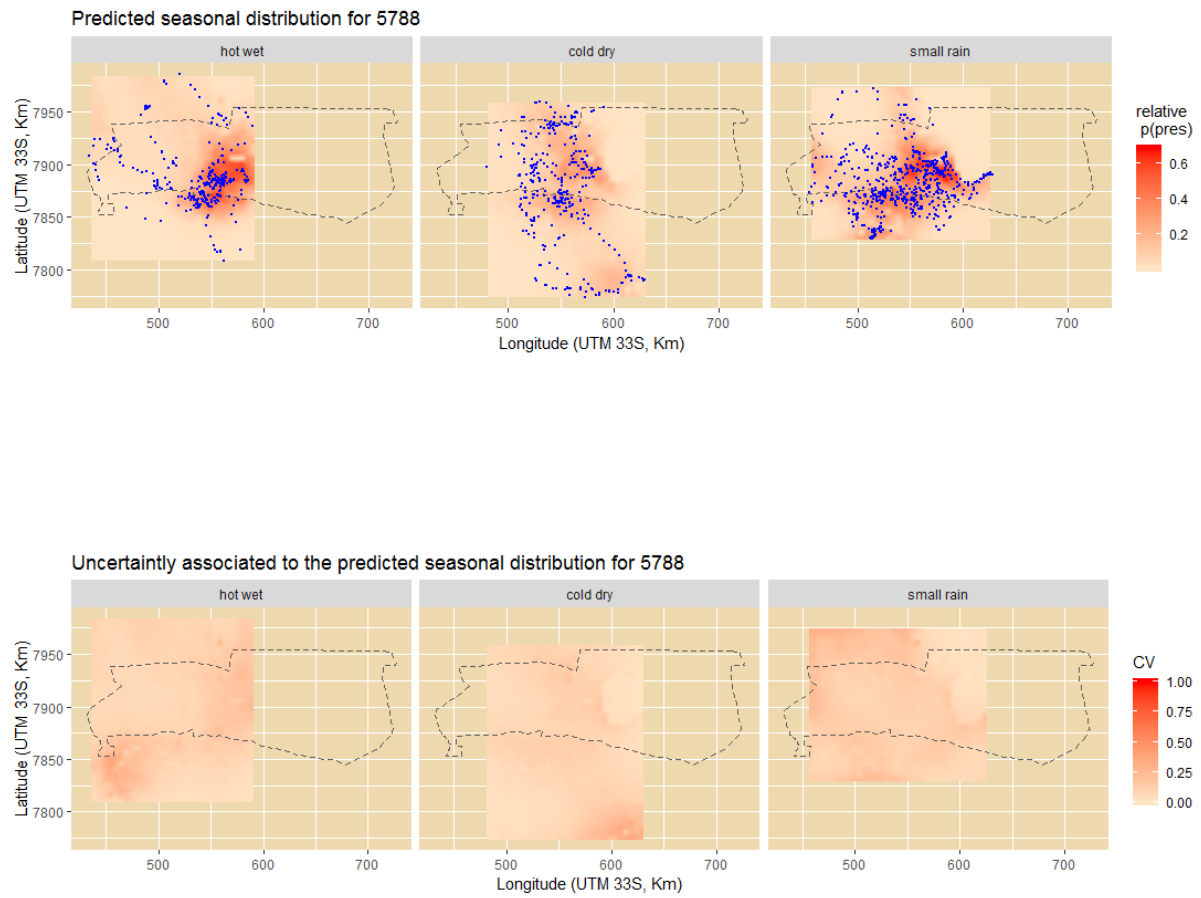 Predicted seasonal distribution for 5788
hot wet
cold dry
small rain
Latitude (UTM 33S, Km)
7950
7900
7850
7800
500
600
700
500
600
700
500
600
700
Longitude (UTM 33S, Km)
relative
p(pres)
0.6
0.4
0.2
Uncertaintly associated to the predicted seasonal distribution for 5788
hot wet
cold dry
small rain
Latitude (UTM 33S, Km)
7950
7900
7850
7800
500
600
700
500
600
700
500
600
700
Longitude (UTM 33S, Km)
CV
1.00
0.75
0.50
0.25
0.00